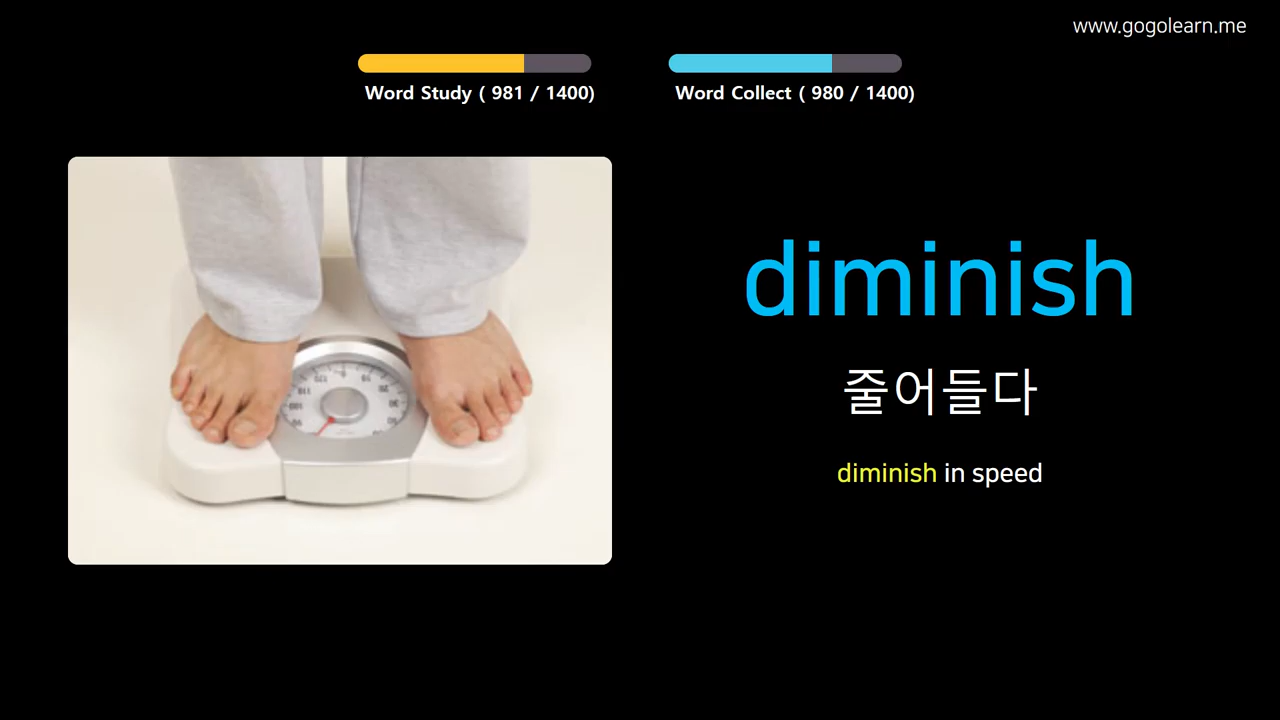 www.gogolearn.me
Word Study ( 981 / 1400)
Word Collect ( 980 / 1400)
diminish
줄어들다
diminish in speed